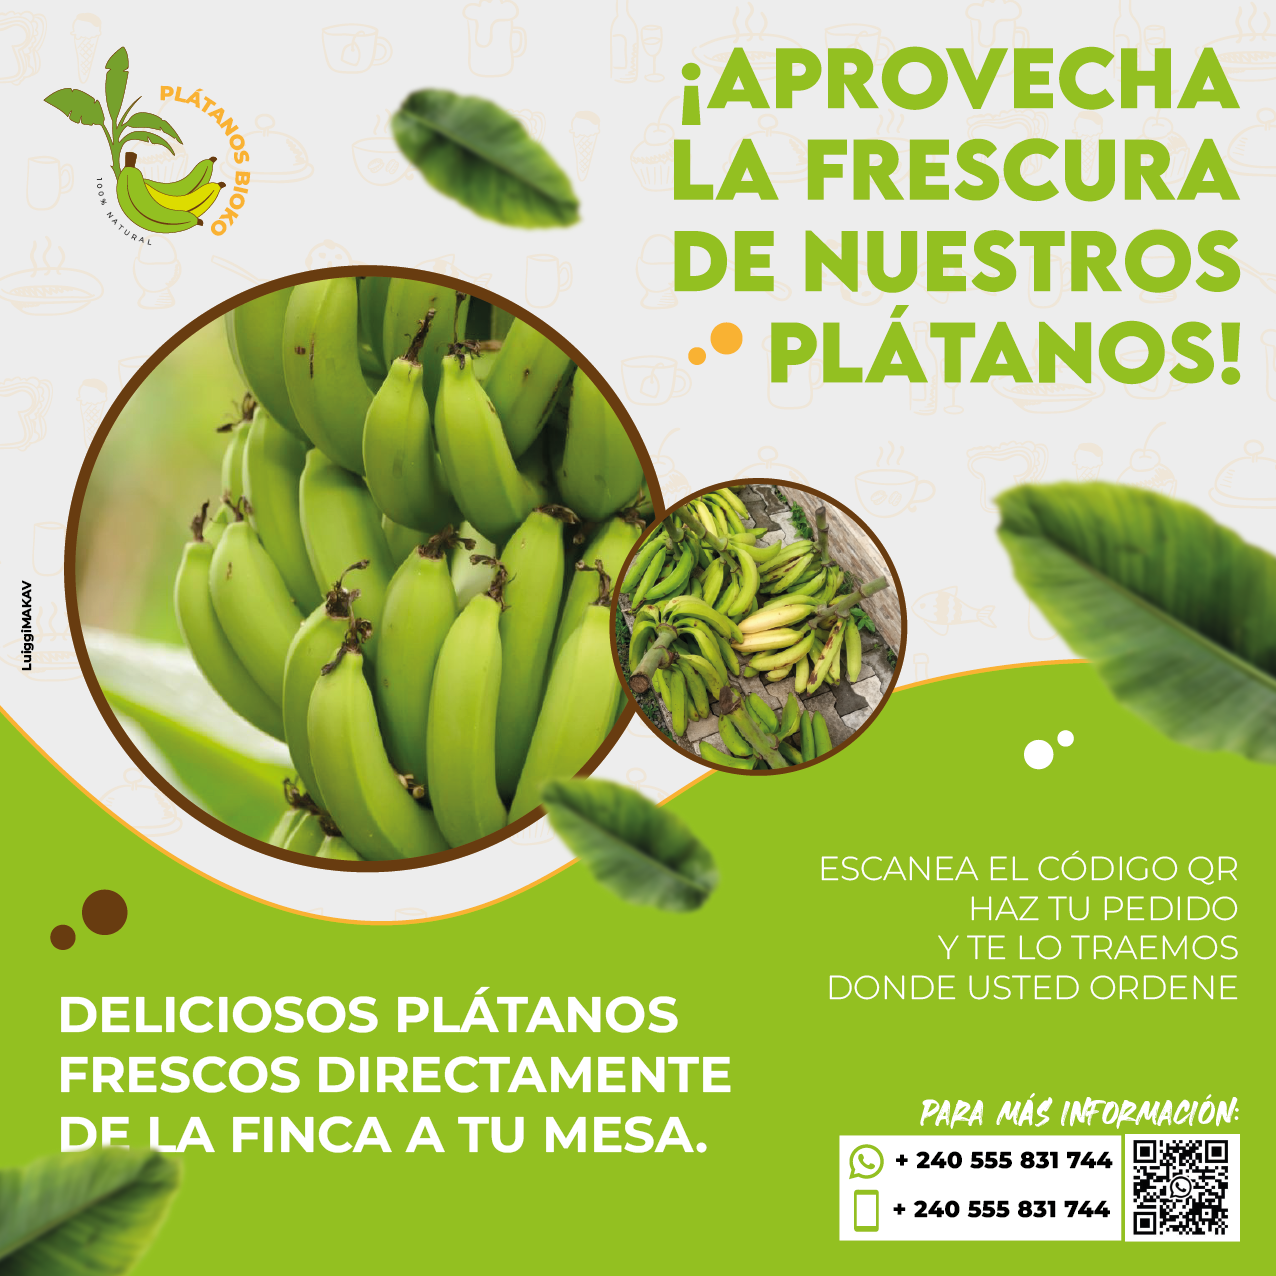 PLÁTANOS BIOKO
100% NATURAL
¡APROVECHA
LA FRESCURA
DE NUESTROS
PLÁTANOS!
LuiggiMAKAV
ESCANEA EL CÓDIGO QR
HAZ TU PEDIDO
Y TE LO TRAEMOS
DONDE USTED ORDENE
DELICIOSOS PLÁTANOS
FRESCOS DIRECTAMENTE
DE LA FINCA A TU MESA.
PARA MÁS INFORMACIÓN:
+ 240 555 831 744
+ 240 555 831 744